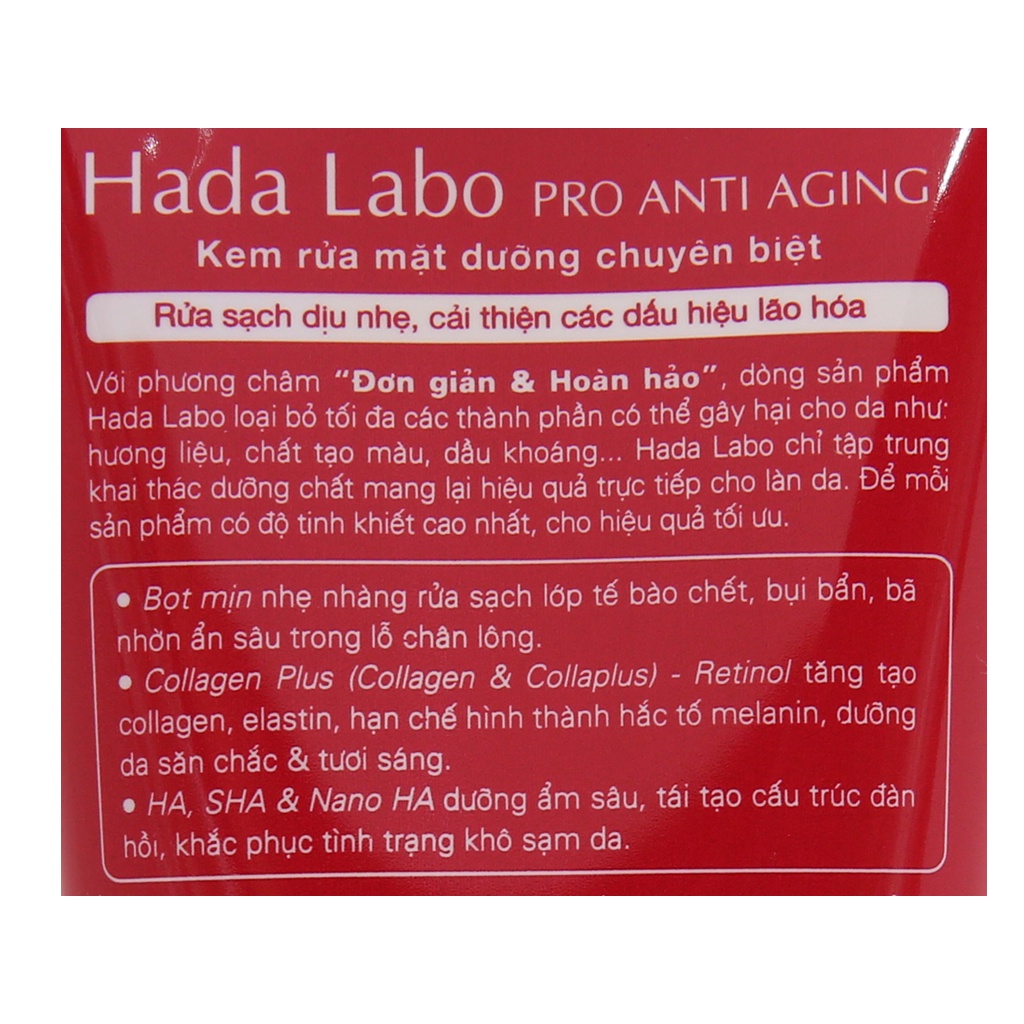 Hada Labo PRO ANTI AGING
Kem rửa mặt dưỡng chuyên biệt
Rửa sạch dịu nhẹ, cải thiện các dấu hiệu lão hóa
Với phương châm “Đơn giản & Hoàn hảo”, dòng sản phẩm
Hada Labo loại bỏ tối đa các thành phần có thể gây hại cho da như:
hương liệu, chất tạo màu, dầu khoáng... Hada Labo chỉ tập trung
khai thác dưỡng chất mang lại hiệu quả trực tiếp cho làn da. Để mỗi
sản phẩm có độ tinh khiết cao nhất, cho hiệu quả tối ưu.
• Bọt mịn nhẹ nhàng rửa sạch lớp tế bào chết, bụi bẩn, bã
nhờn ẩn sâu trong lỗ chân lông.
• Collagen Plus (Collagen & Collaplus) - Retinol tăng tạo
collagen, elastin, hạn chế hình thành hắc tố melanin, dưỡng
da săn chắc & tươi sáng.
• HA, SHA & Nano HA dưỡng ẩm sâu, tái tạo cấu trúc đàn
hồi, khắc phục tình trạng khô sạm da.